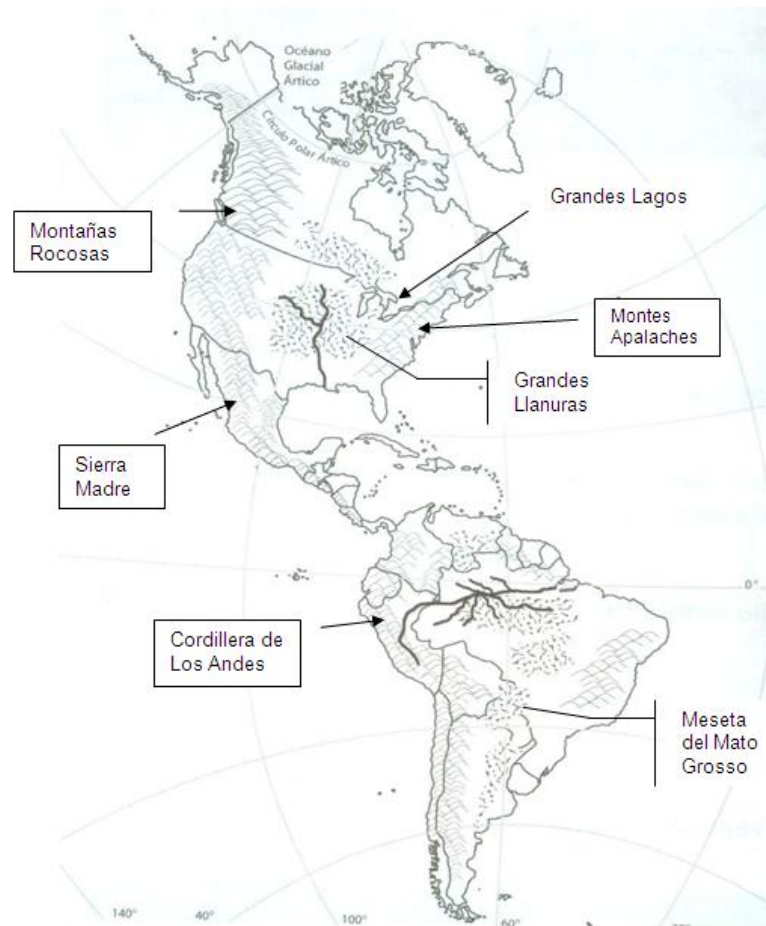 Océano
Glacial
Ártico
Círculo Polar Ártico
Grandes Lagos
Montañas
Rocosas
Montes
Apalaches
Grandes
Llanuras
Sierra
Madre
0°
Cordillera de
Los Andes
Meseta
del Mato
Grosso
140°
40°
100°
60°